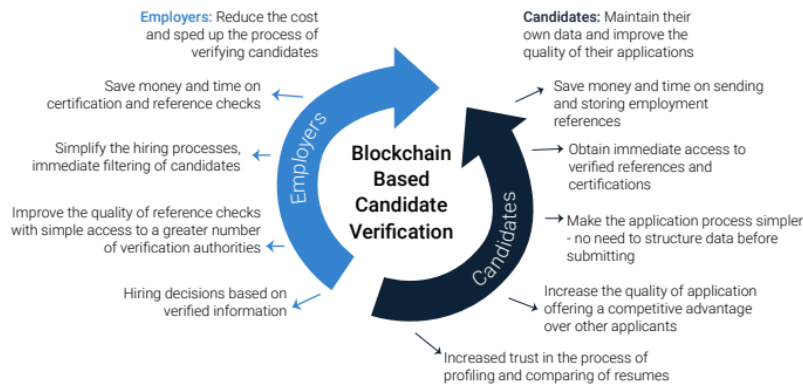 Employers: Reduce the cost
and sped up the process of
verifying candidates
Save money and time on
certification and reference checks
Simplify the hiring processes,
immediate filtering of candidates
Improve the quality of reference checks
with simple access to a greater number
of verification authorities
Hiring decisions based on
verified information
Employers
Blockchain
Based
Candidate
Verification
Candidates
Candidates: Maintain their
own data and improve the
quality of their applications
Save money and time on sending
and storing employment
references
Obtain immediate access to
verified references and
certifications
Make the application process simpler
- no need to structure data before
submitting
Increase the quality of application
offering a competitive advantage
over other applicants
Increased trust in the process of
profiling and comparing of resumes